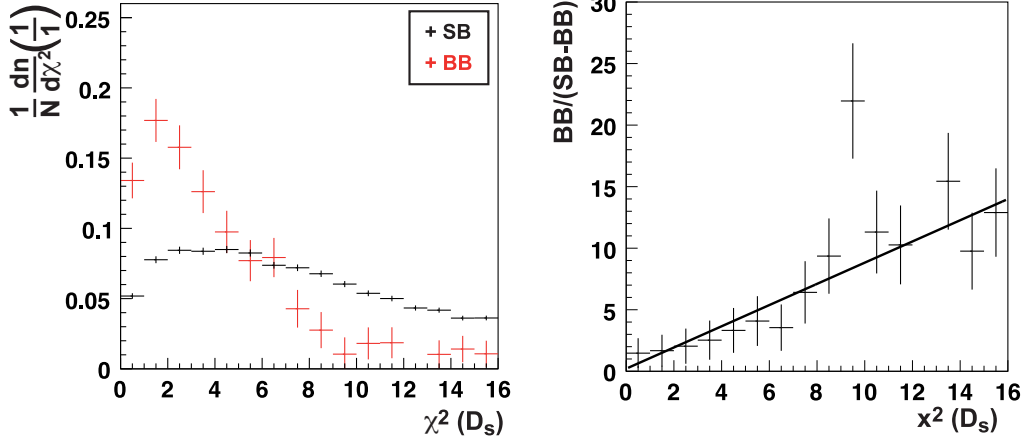 1/N dn/dχ² (1/1)
0.25
0.2
0.15
0.1
0.05
0
+ SB
+ BB
0 2 4 6 8 10 12 14 16
χ² (Dₛ)
BB/(SB-BB)
30
25
20
15
10
5
0
0 2 4 6 8 10 12 14 16
x² (Dₛ)